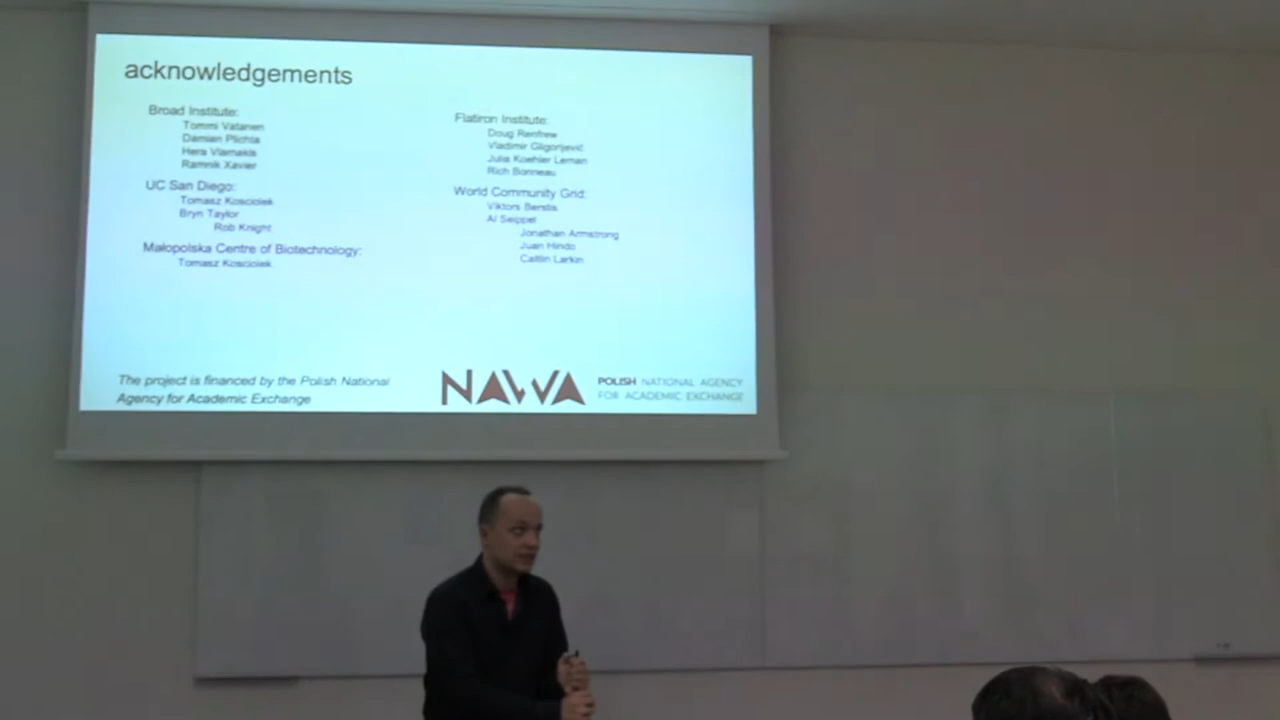 acknowledgements
Broad Institute:
Tommi Vatanen
Damian Plichta
Hera Vlamakis
Ramnik Xavier
UC San Diego:
Tomasz Kosciolek
Bryn Taylor
Rob Knight
Małopolska Centre of Biotechnology:
Tomasz Kosciolek
Flatiron Institute:
Doug Renfrew
Vladimir Gligorijević
Julia Koehler Leman
Rich Bonneau
World Community Grid:
Viktors Berstis
Al Seippel
Jonathan Armstrong
Juan Hindo
Caitlin Larkin
The project is financed by the Polish National
Agency for Academic Exchange
NAWA
POLISH NATIONAL AGENCY
FOR ACADEMIC EXCHANGE